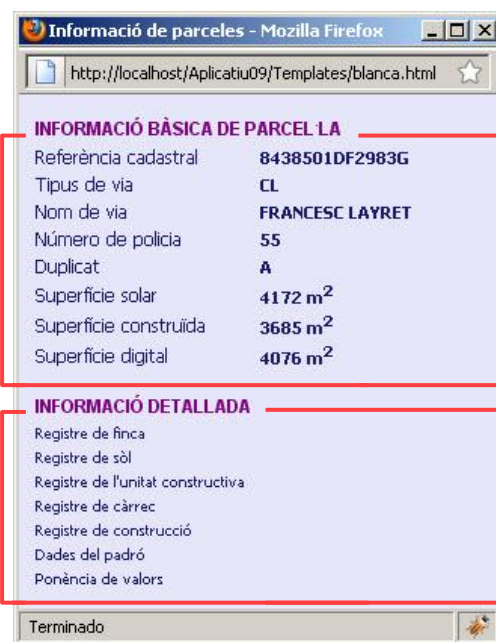 Informació de parceles - Mozilla Firefox
http://localhost/Aplicatiu09/Templates/blanca.html
INFORMACIÓ BÀSICA DE PARCEL·LA
Referència cadastral 8438501DF2983G
Tipus de via CL
Nom de via FRANCESC LAYRET
Número de policia 55
Duplicat A
Superfície solar 4172 m²
Superfície construïda 3685 m²
Superfície digital 4076 m²
INFORMACIÓ DETALLADA
Registre de finca
Registre de sòl
Registre de l'unitat constructiva
Registre de càrrec
Registre de construcció
Dades del padró
Ponència de valors
Terminado